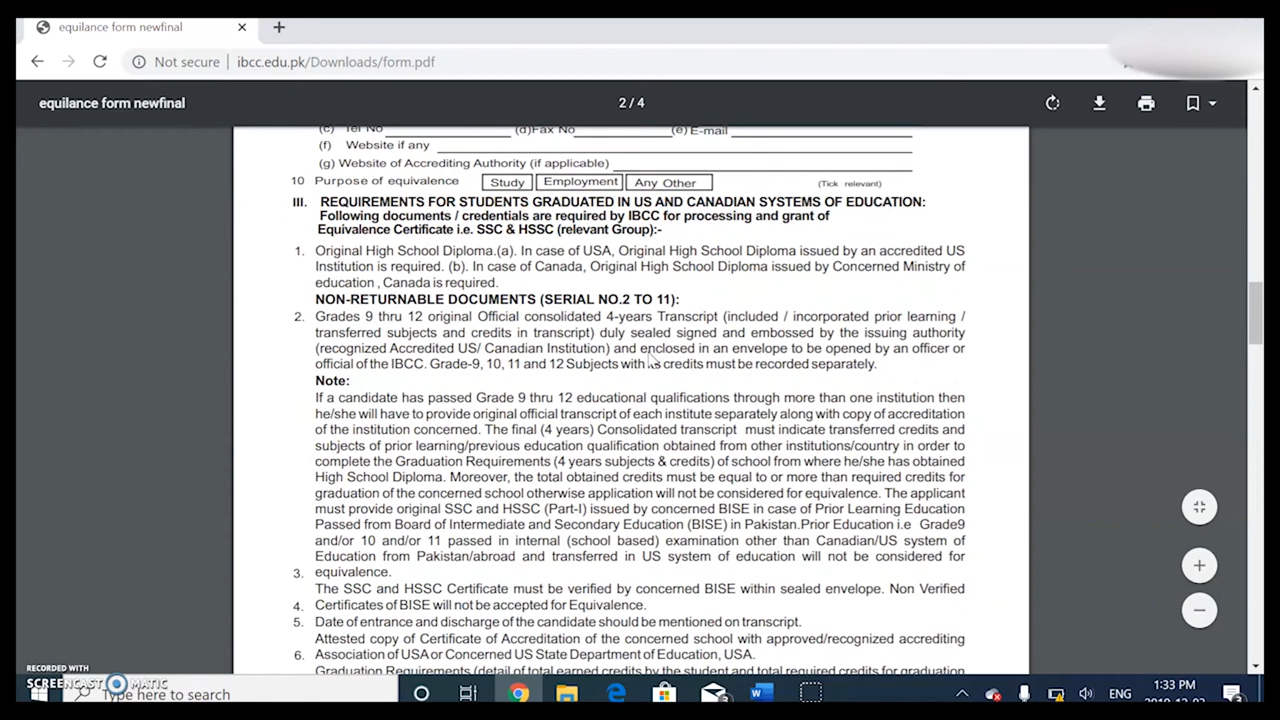 equilance form newfinal
Not secure | ibcc.edu.pk/Downloads/form.pdf
equilance form newfinal
2 / 4
(c) Tel No (d)Fax No (e) E-mail
(f) Website if any
(g) Website of Accrediting Authority (if applicable)
10 Purpose of equivalence Study Employment Any Other (Tick relevant)
III. REQUIREMENTS FOR STUDENTS GRADUATED IN US AND CANADIAN SYSTEMS OF EDUCATION:
Following documents / credentials are required by IBCC for processing and grant of
Equivalence Certificate i.e. SSC & HSSC (relevant Group):-
1. Original High School Diploma.(a). In case of USA, Original High School Diploma issued by an accredited US
Institution is required. (b). In case of Canada, Original High School Diploma issued by Concerned Ministry of
education , Canada is required.
NON-RETURNABLE DOCUMENTS (SERIAL NO.2 TO 11):
2. Grades 9 thru 12 original Official consolidated 4-years Transcript (included / incorporated prior learning /
transferred subjects and credits in transcript) duly sealed signed and embossed by the issuing authority
(recognized Accredited US/ Canadian Institution) and enclosed in an envelope to be opened by an officer or
official of the IBCC. Grade-9, 10, 11 and 12 Subjects with credits must be recorded separately.
Note:
If a candidate has passed Grade 9 thru 12 educational qualifications through more than one institution then
he/she will have to provide original official transcript of each institute separately along with copy of accreditation
of the institution concerned. The final (4 years) Consolidated transcript must indicate transferred credits and
subjects of prior learning/previous education qualification obtained from other institutions/country in order to
complete the Graduation Requirements (4 years subjects & credits) of school from where he/she has obtained
High School Diploma. Moreover, the total obtained credits must be equal to or more than required credits for
graduation of the concerned school otherwise application will not be considered for equivalence. The applicant
must provide original SSC and HSSC (Part-I) issued by concerned BISE in case of Prior Learning Education
Passed from Board of Intermediate and Secondary Education (BISE) in Pakistan.Prior Education i.e Grade9
and/or 10 and/or 11 passed in internal (school based) examination other than Canadian/US system of
Education from Pakistan/abroad and transferred in US system of education will not be considered for
3. equivalence.
The SSC and HSSC Certificate must be verified by concerned BISE within sealed envelope. Non Verified
4. Certificates of BISE will not be accepted for Equivalence.
5. Date of entrance and discharge of the candidate should be mentioned on transcript.
Attested copy of Certificate of Accreditation of the concerned school with approved/recognized accrediting
6. Association of USA or Concerned US State Department of Education, USA.
Graduation Requirements (detail of total earned credits by the student and total required credits for graduation
RECORDED WITH
SCREENCAST MATIC
Type here to search
ENG
1:33 PM